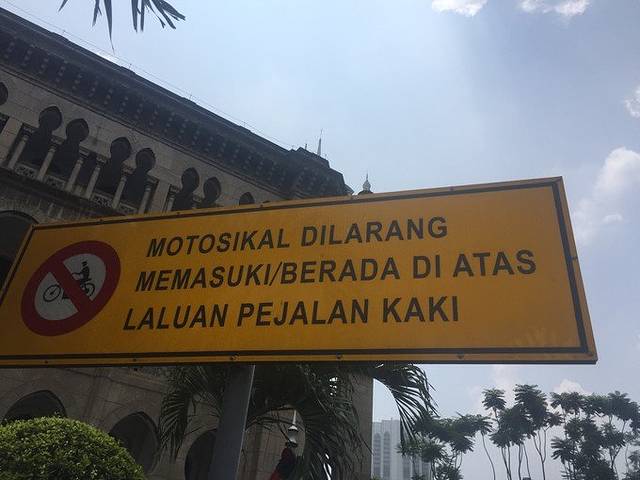 MOTOSIKAL DILARANG
MEMASUKI/BERADA DI ATAS
LALUAN PEJALAN KAKI